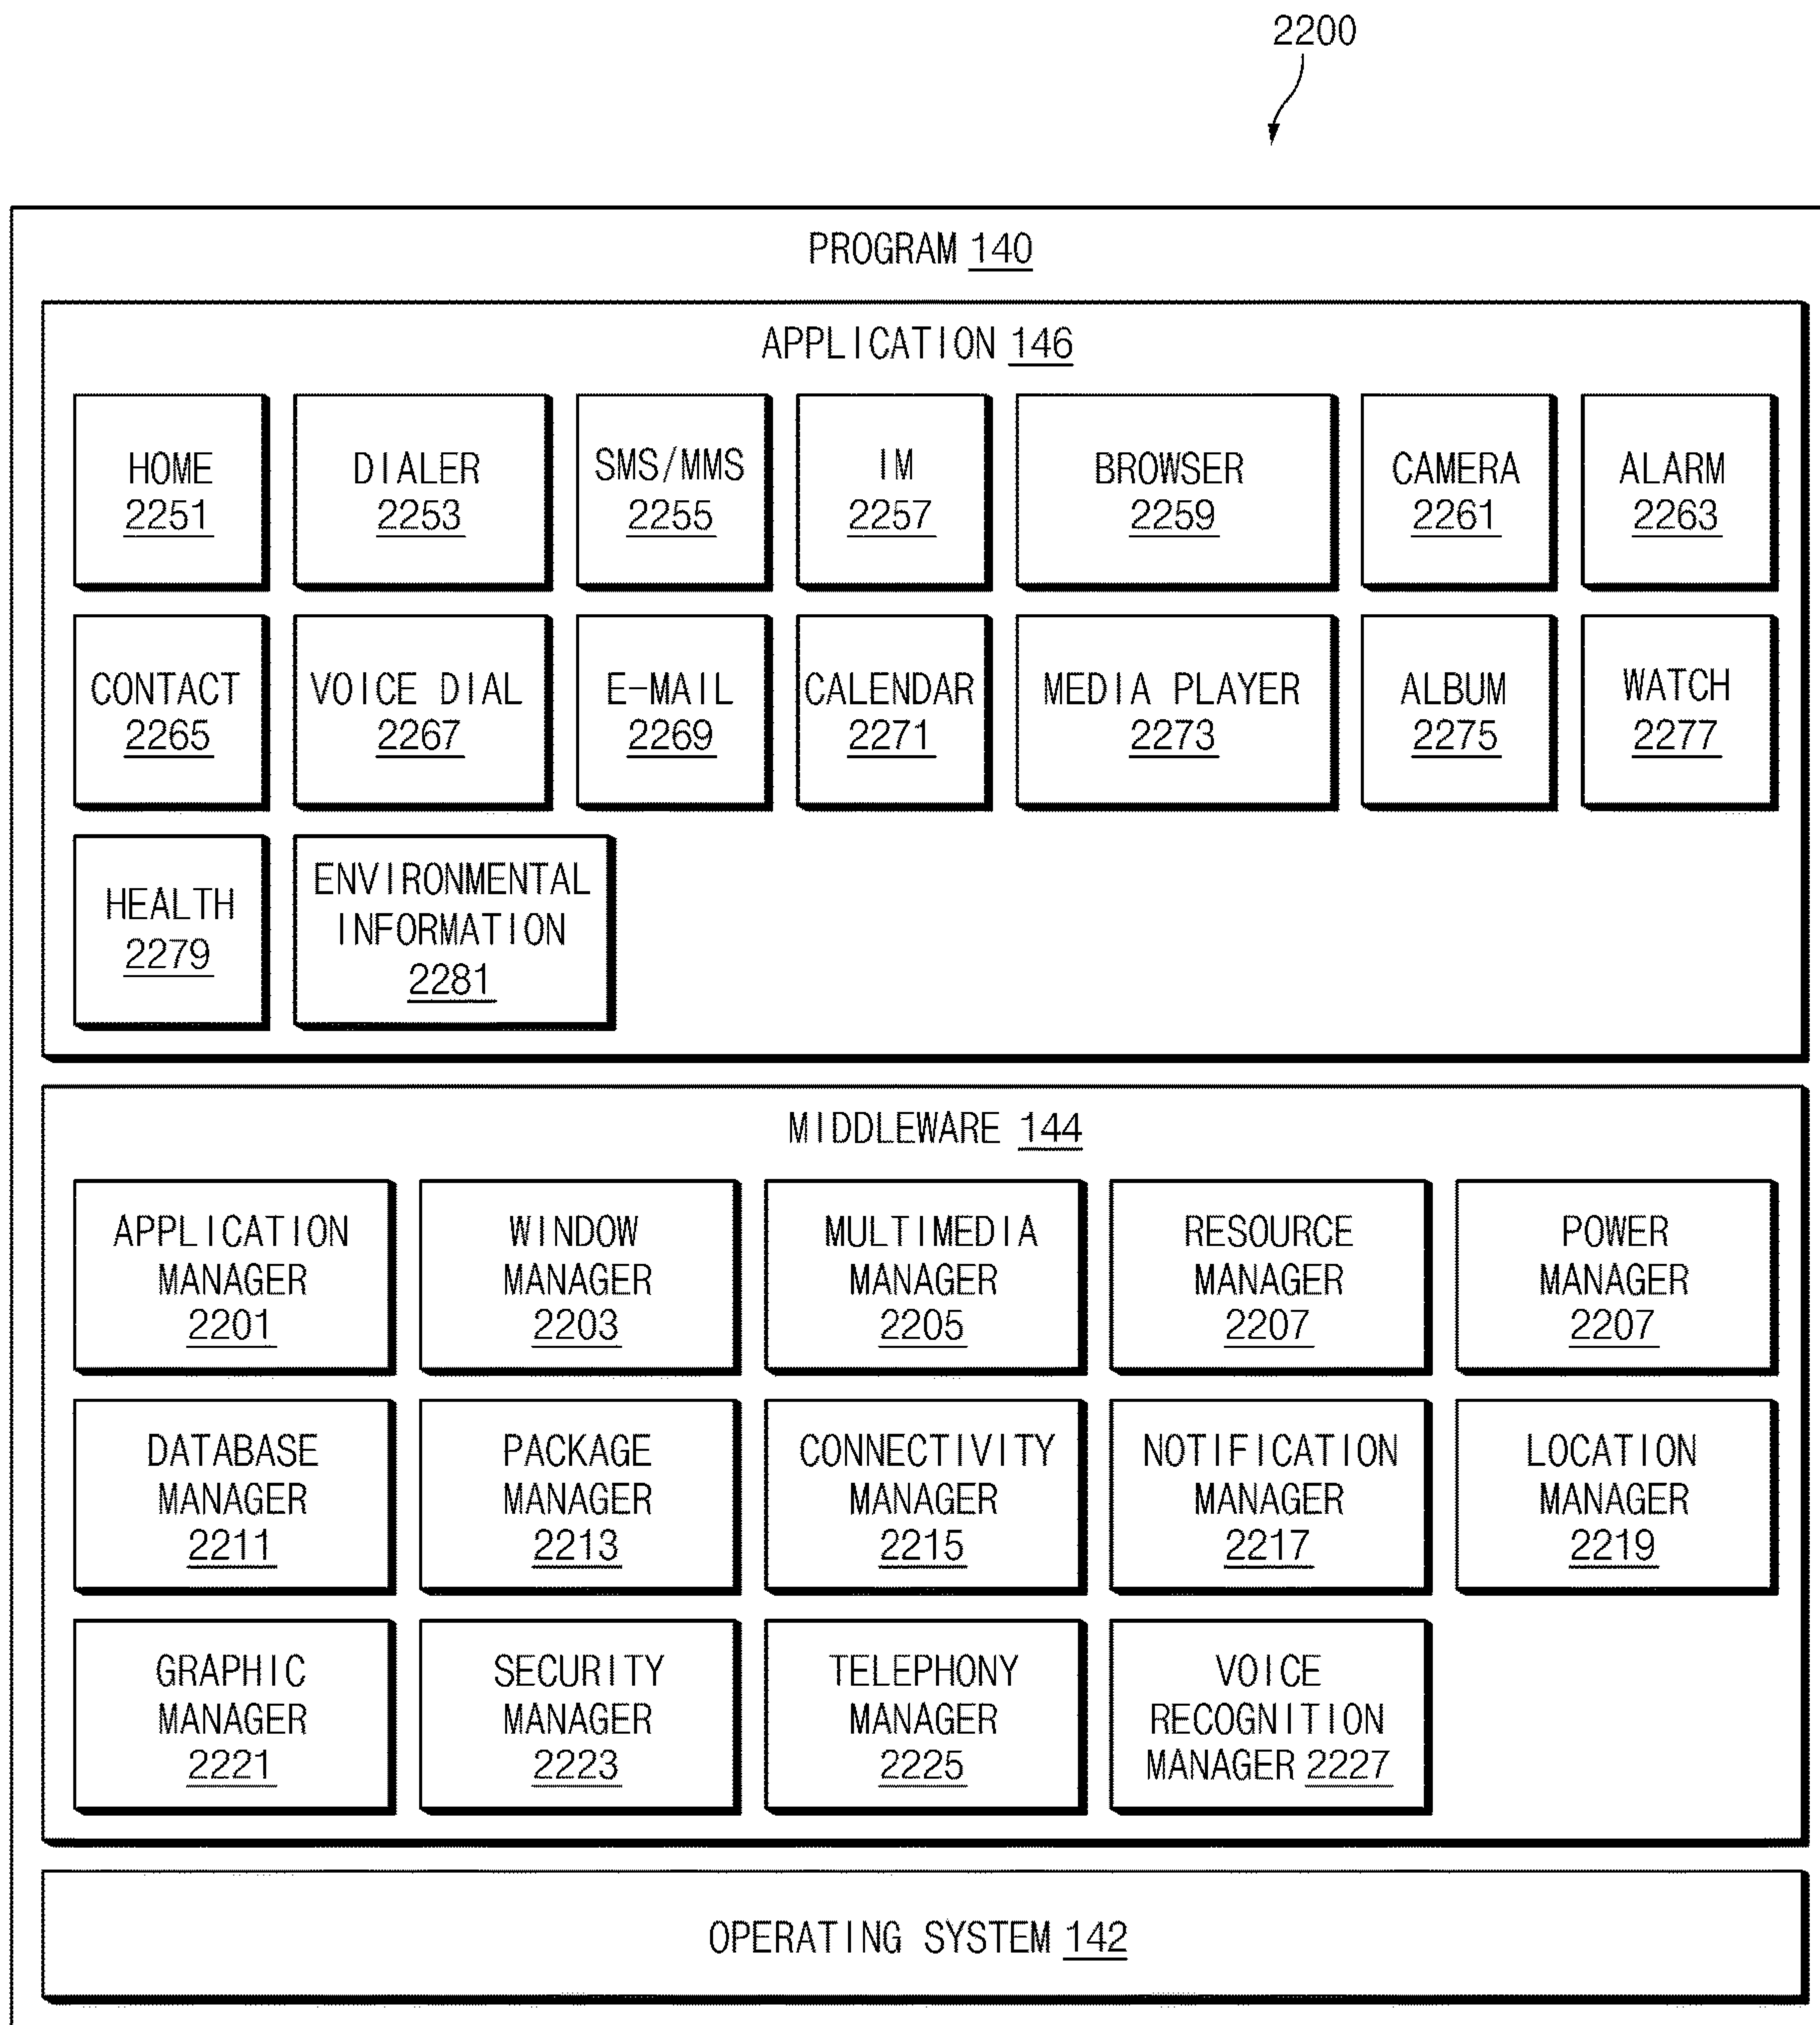 2200
PROGRAM 140
APPLICATION 146
HOME
2251
DIALER
2253
SMS/MMS
2255
IM
2257
BROWSER
2259
CAMERA
2261
ALARM
2263
CONTACT
2265
VOICE DIAL
2267
E-MAIL
2269
CALENDAR
2271
MEDIA PLAYER
2273
ALBUM
2275
WATCH
2277
HEALTH
2279
ENVIRONMENTAL
INFORMATION
2281
MIDDLEWARE 144
APPLICATION
MANAGER
2201
WINDOW
MANAGER
2203
MULTIMEDIA
MANAGER
2205
RESOURCE
MANAGER
2207
POWER
MANAGER
2207
DATABASE
MANAGER
2211
PACKAGE
MANAGER
2213
CONNECTIVITY
MANAGER
2215
NOTIFICATION
MANAGER
2217
LOCATION
MANAGER
2219
GRAPHIC
MANAGER
2221
SECURITY
MANAGER
2223
TELEPHONY
MANAGER
2225
VOICE
RECOGNITION
MANAGER 2227
OPERATING SYSTEM 142